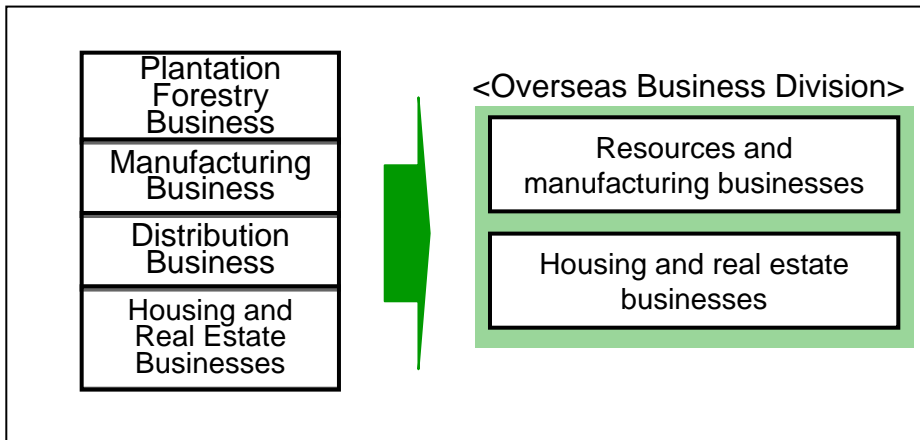 Plantation
Forestry
Business
Manufacturing
Business
Distribution
Business
Housing and
Real Estate
Businesses
<Overseas Business Division>
Resources and
manufacturing businesses
Housing and real estate
businesses